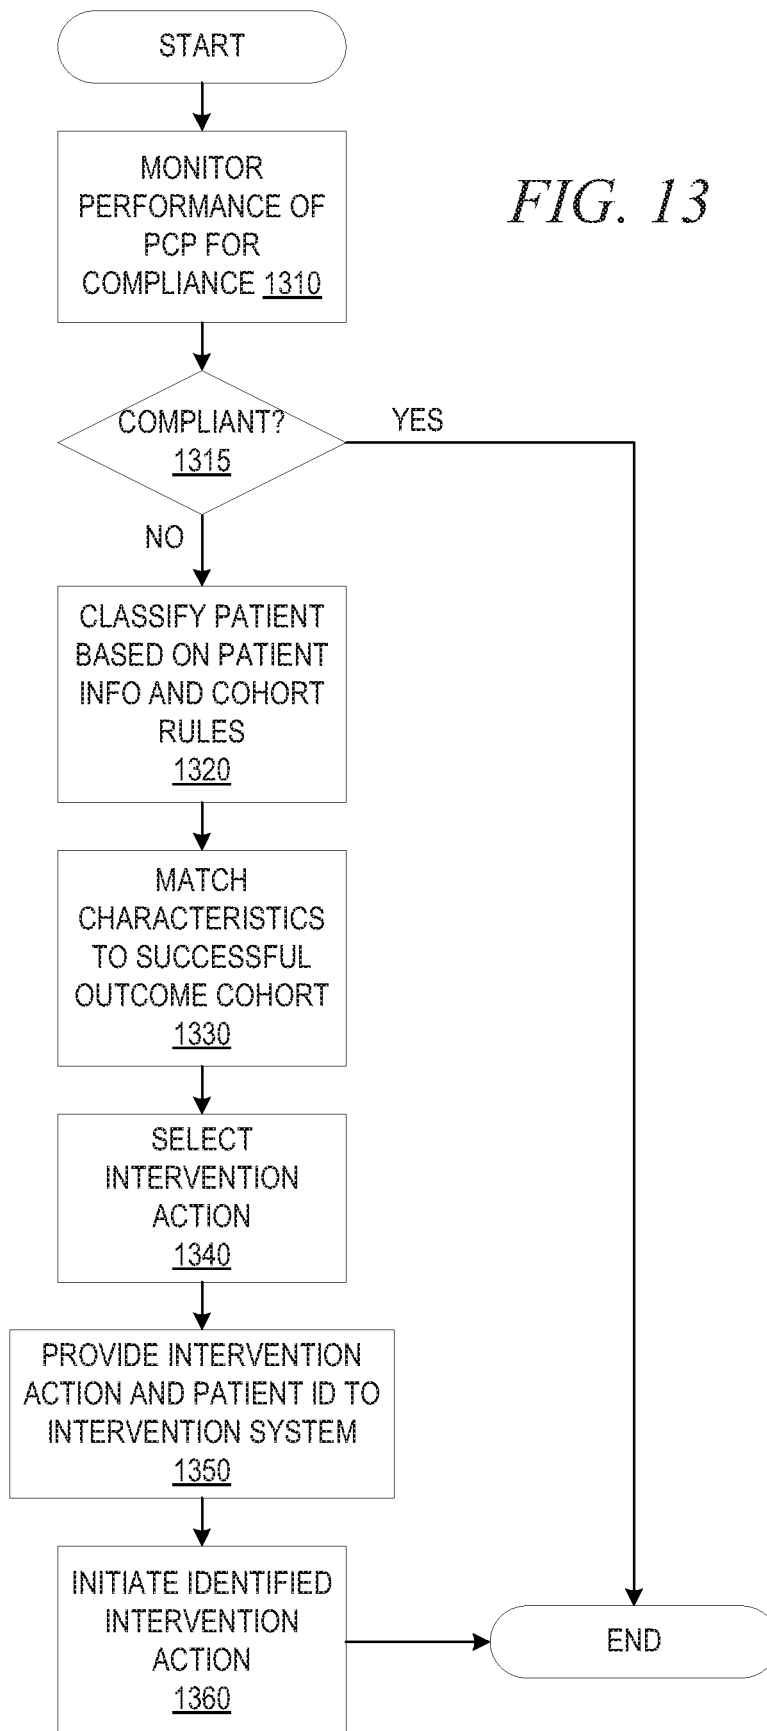 START
MONITOR
PERFORMANCE OF
PCP FOR
COMPLIANCE 1310
FIG. 13
COMPLIANT?
1315
YES
NO
CLASSIFY PATIENT
BASED ON PATIENT
INFO AND COHORT
RULES
1320
MATCH
CHARACTERISTICS
TO SUCCESSFUL
OUTCOME COHORT
1330
SELECT
INTERVENTION
ACTION
1340
PROVIDE INTERVENTION
ACTION AND PATIENT ID TO
INTERVENTION SYSTEM
1350
INITIATE IDENTIFIED
INTERVENTION
ACTION
1360
END